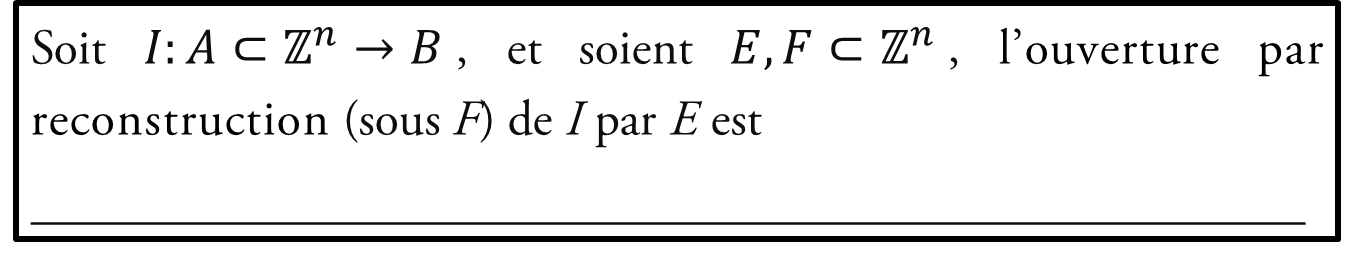 Soit I: A ⊂ ℤⁿ → B , et soient E, F ⊂ ℤⁿ , l’ouverture par
reconstruction (sous F) de I par E est